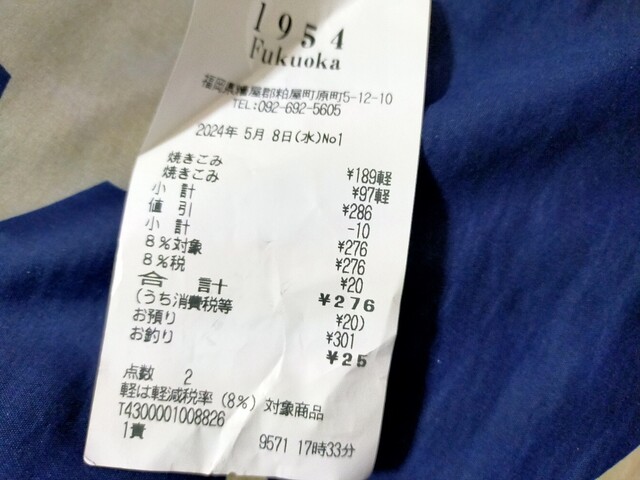 1954
Fukuoka
福岡県糟屋郡粕屋町原町5-12-10
TEL:092-692-5605
2024年 5月 8日(水)No1
焼きこみ ¥189軽
焼きこみ ¥97軽
小 計 ¥286
値 引 -10
小 計 ¥276
8%対象 ¥276
8%税 ¥20
合 計 ¥276
(うち消費税等 ¥20)
お預り ¥301
お釣り ¥25
点数 2
軽は軽減税率(8%)対象商品
T4300001008826
1責 9571 17時33分